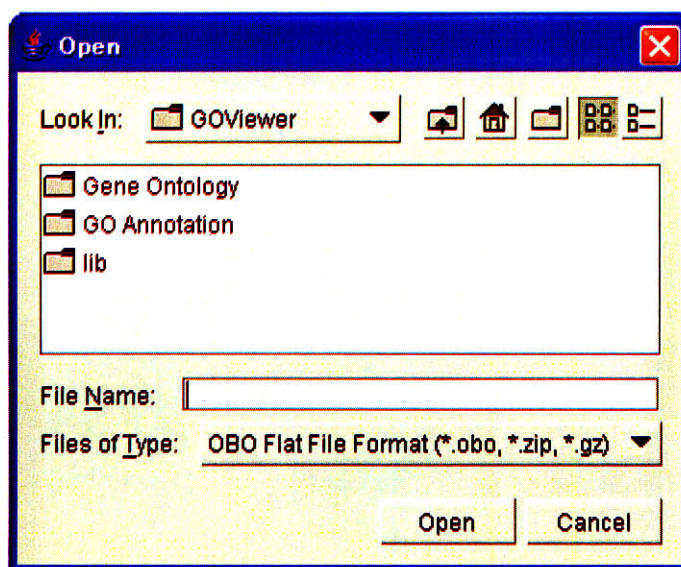 Open
Look In: GOViewer
Gene Ontology
GO Annotation
lib
File Name:
Files of Type: OBO Flat File Format (*.obo, *.zip, *.gz)
Open Cancel